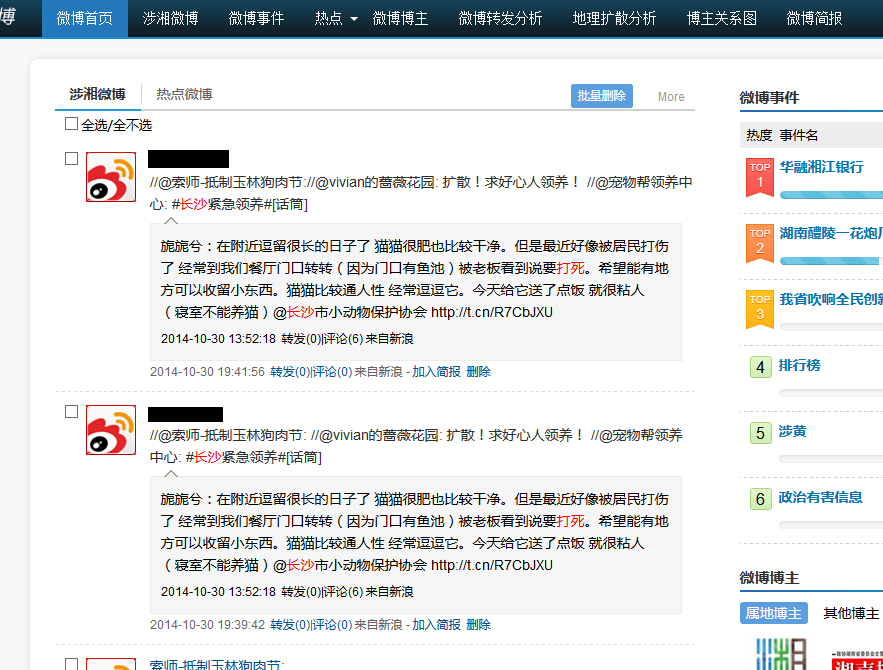 博 微博首页 涉湘微博 微博事件 热点 微博博主 微博转发分析 地理扩散分析 博主关系图 微博简报
涉湘微博 热点微博 批量删除 More
全选/全不选
//@索师-抵制玉林狗肉节://@vivian的薔薇花园: 扩散！求好心人领养！ //@宠物帮领养中
心: #长沙紧急领养#[话筒]
旎旎兮：在附近逗留很长的日子了 猫猫很肥也比较干净。但是最近好像被居民打伤
了 经常到我们餐厅门口转转（因为门口有鱼池）被老板看到说要打死。希望能有地
方可以收留小东西。猫猫比较通人性 经常逗逗它。今天给它送了点饭 就很粘人
（寝室不能养猫）@长沙市小动物保护协会 http://t.cn/R7CbJXU
2014-10-30 13:52:18 转发(0)|评论(6) 来自新浪
2014-10-30 19:41:56 转发(0)|评论(0) 来自新浪 - 加入简报 删除
//@索师-抵制玉林狗肉节: //@vivian的薔薇花园: 扩散！求好心人领养！ //@宠物帮领养
中心: #长沙紧急领养#[话筒]
旎旎兮：在附近逗留很长的日子了 猫猫很肥也比较干净。但是最近好像被居民打伤
了 经常到我们餐厅门口转转（因为门口有鱼池）被老板看到说要打死。希望能有地
方可以收留小东西。猫猫比较通人性 经常逗逗它。今天给它送了点饭 就很粘人
（寝室不能养猫）@长沙市小动物保护协会 http://t.cn/R7CbJXU
2014-10-30 13:52:18 转发(0)|评论(6) 来自新浪
2014-10-30 19:39:42 转发(0)|评论(0) 来自新浪 - 加入简报 删除
索师-抵制玉林狗肉节:
微博事件
热度 事件名
TOP 1 华融湘江银行
TOP 2 湖南醴陵一花炮厂
TOP 3 我省吹响全民创新
4 排行榜
5 涉黄
6 政治有害信息
微博博主
属地博主 其他博主